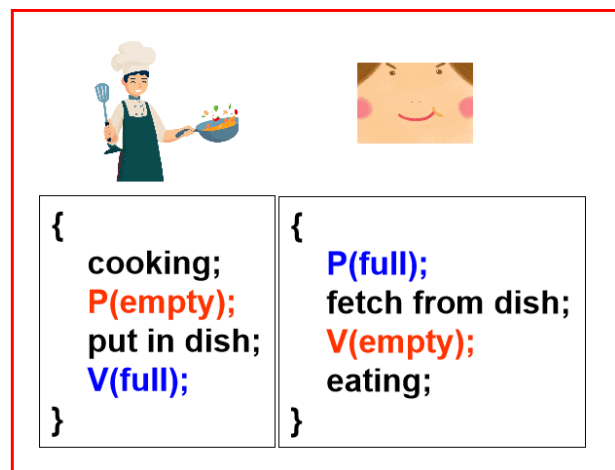 {
cooking;
P(empty);
put in dish;
V(full);
}
{
P(full);
fetch from dish;
V(empty);
eating;
}